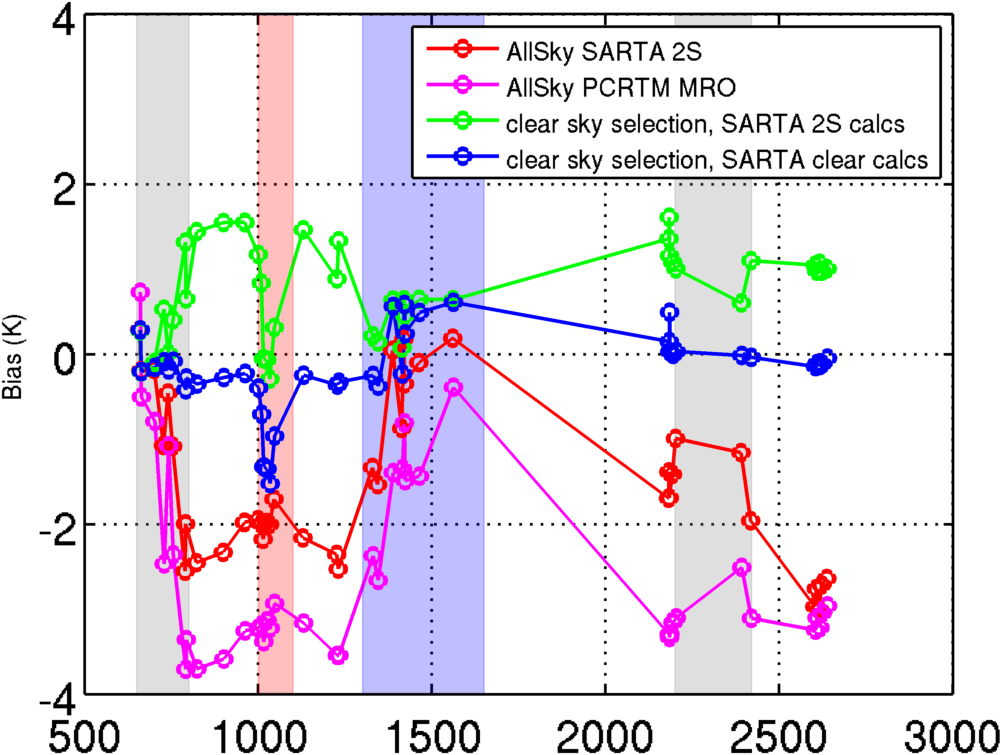 4
AllSky SARTA 2S
AllSky PCRTM MRO
clear sky selection, SARTA 2S calcs
clear sky selection, SARTA clear calcs
2
Bias (K)
0
-2
-4
500 1000 1500 2000 2500 3000